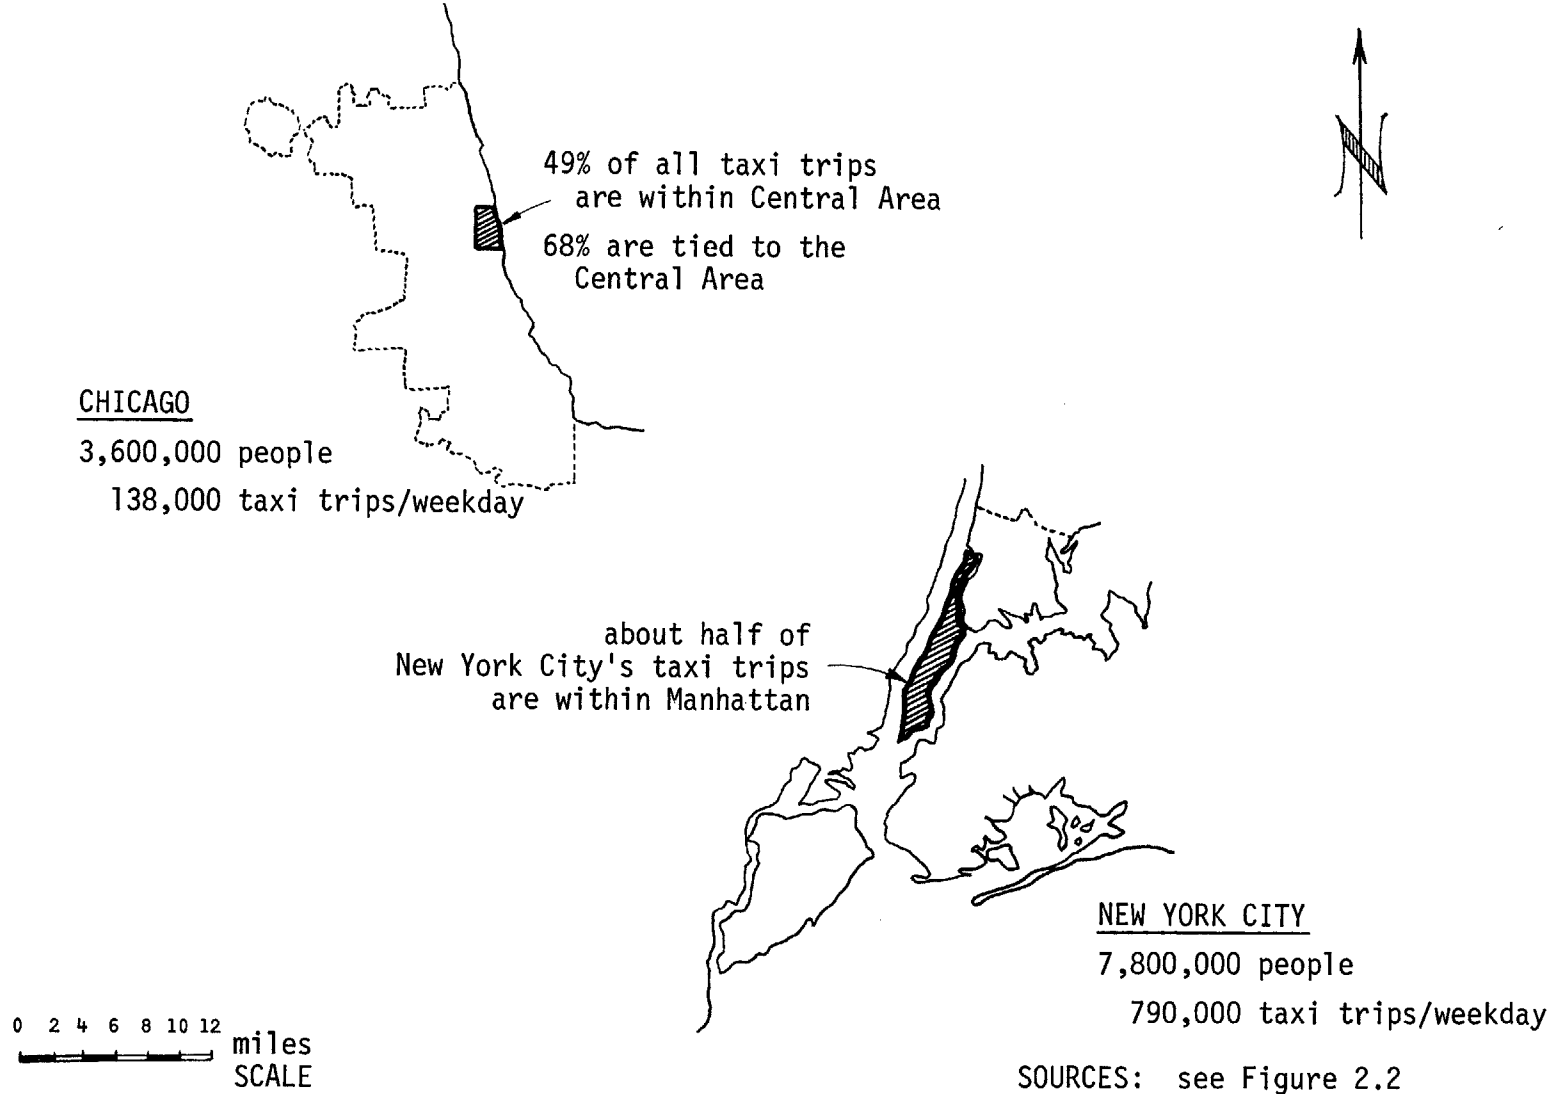 N
49% of all taxi trips
are within Central Area
68% are tied to the
Central Area
CHICAGO
3,600,000 people
138,000 taxi trips/weekday
about half of
New York City's taxi trips
are within Manhattan
NEW YORK CITY
7,800,000 people
790,000 taxi trips/weekday
0 2 4 6 8 10 12
miles
SCALE
SOURCES: see Figure 2.2